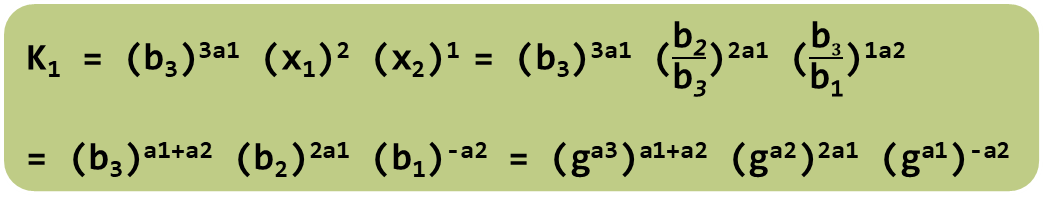 K₁ = (b₃)³ᵃ¹ (x₁)² (x₂)¹ = (b₃)³ᵃ¹ (b₂/b₃)²ᵃ¹ (b₃/b₁)¹ᵃ²
= (b₃)ᵃ¹⁺ᵃ² (b₂)²ᵃ¹ (b₁)⁻ᵃ² = (gᵃ³)ᵃ¹⁺ᵃ² (gᵃ²)²ᵃ¹ (gᵃ¹)⁻ᵃ²